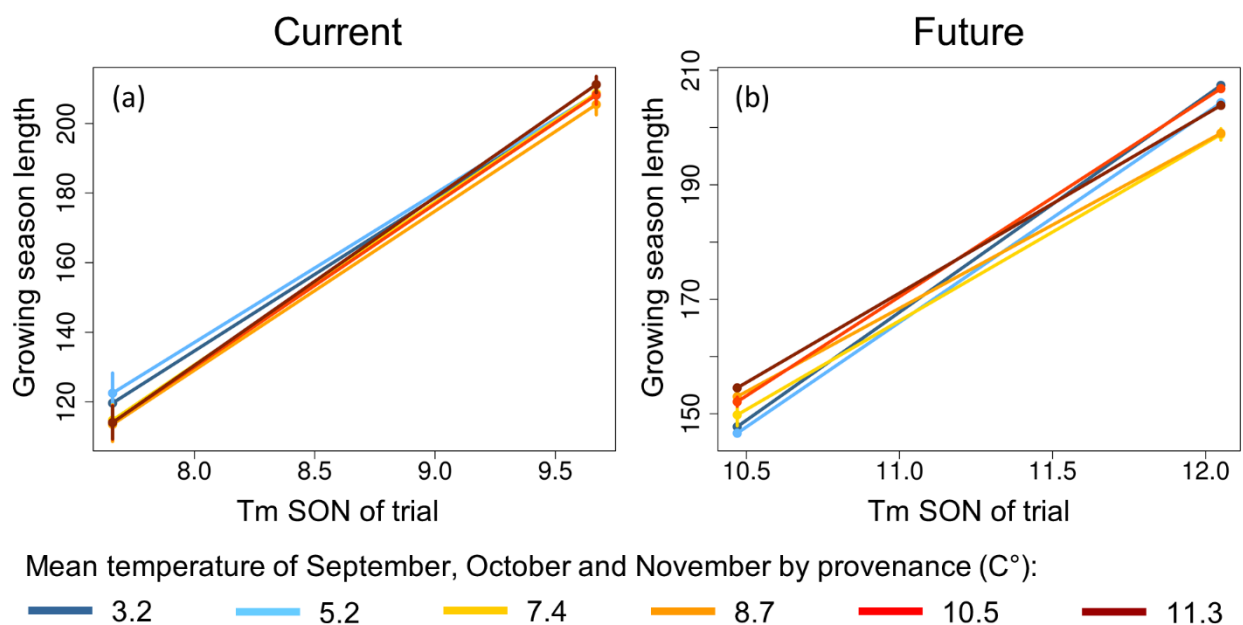 Current
Future
(a)
(b)
Growing season length
200
180
160
140
120
8.0 8.5 9.0 9.5
Tm SON of trial
Growing season length
210
190
170
150
10.5 11.0 11.5 12.0
Tm SON of trial
Mean temperature of September, October and November by provenance (C°):
3.2 5.2 7.4 8.7 10.5 11.3